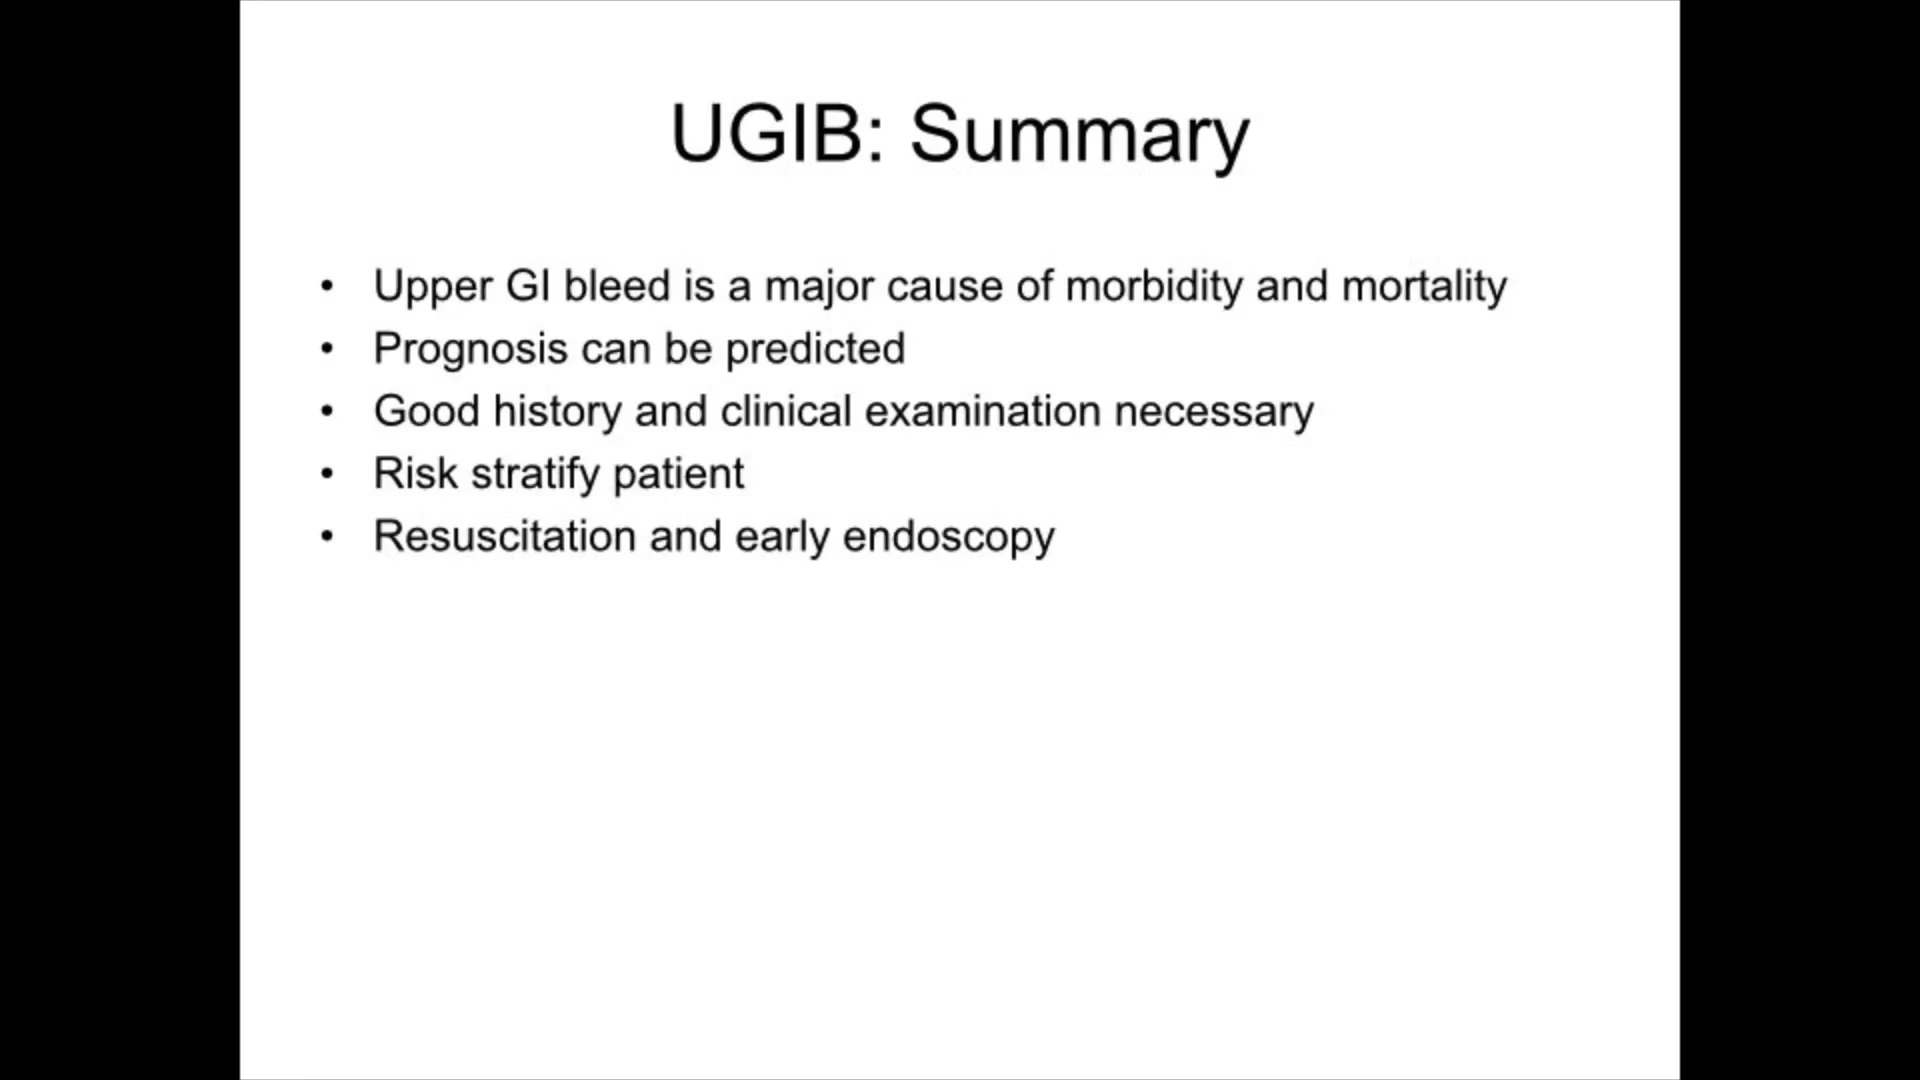 UGIB: Summary
• Upper GI bleed is a major cause of morbidity and mortality
• Prognosis can be predicted
• Good history and clinical examination necessary
• Risk stratify patient
• Resuscitation and early endoscopy